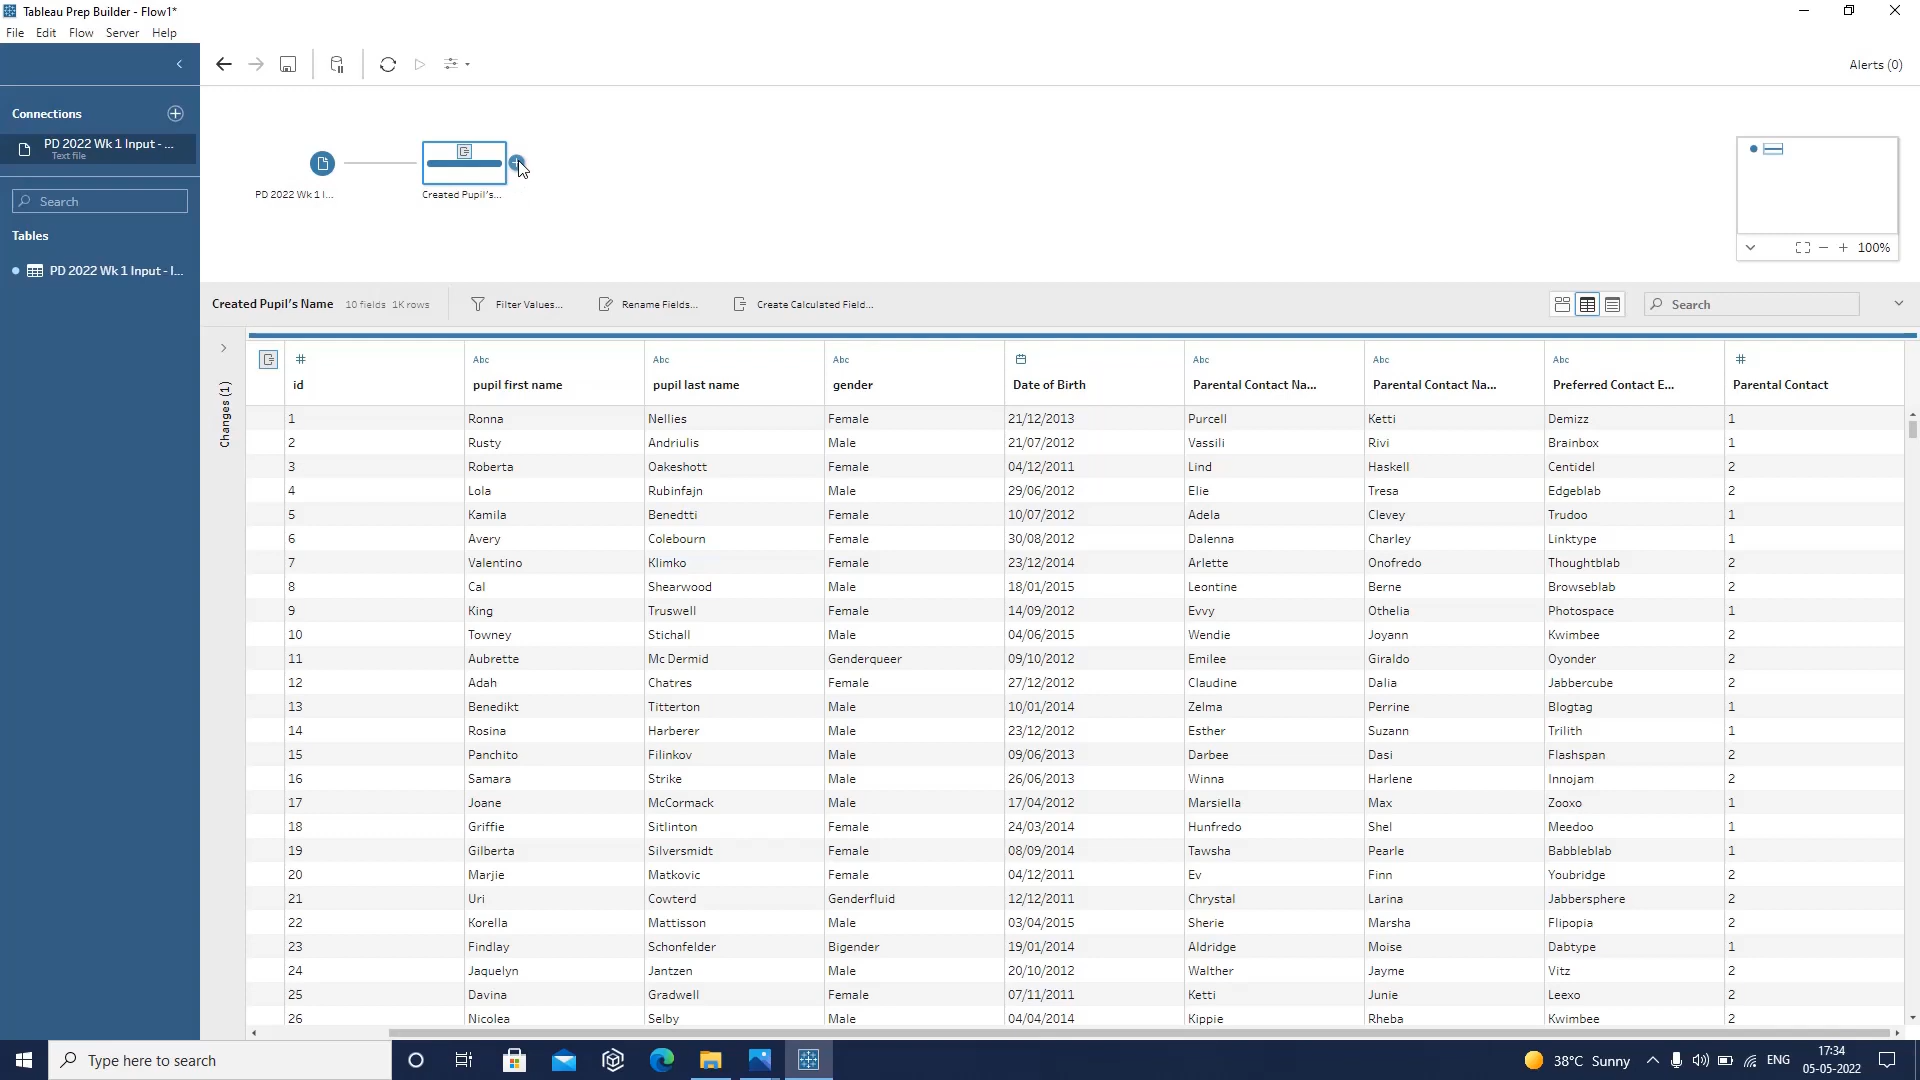 Tableau Prep Builder - Flow1*
File Edit Flow Server Help
Alerts (0)
Connections
PD 2022 Wk 1 Input - ...
Text file
Search
Tables
PD 2022 Wk 1 Input - I...
PD 2022 Wk 1 I...
Created Pupil's...
100%
Created Pupil's Name 10 fields 1K rows Filter Values... Rename Fields... Create Calculated Field... Search
Changes (1)
# Abc Abc Abc Abc Abc Abc #
id pupil first name pupil last name gender Date of Birth Parental Contact Na... Parental Contact Na... Preferred Contact E... Parental Contact
1 Ronna Nellies Female 21/12/2013 Purcell Ketti Demizz 1
2 Rusty Andriulis Male 21/07/2012 Vassili Rivi Brainbox 1
3 Roberta Oakeshott Female 04/12/2011 Lind Haskell Centidel 2
4 Lola Rubinfajn Male 29/06/2012 Elie Tresa Edgeblab 2
5 Kamila Benedtti Female 10/07/2012 Adela Clevey Trudoo 1
6 Avery Colebourn Female 30/08/2012 Dalenna Charley Linktype 1
7 Valentino Klimko Female 23/12/2014 Arlette Onofredo Thoughtblab 2
8 Cal Shearwood Male 18/01/2015 Leontine Berne Browseblab 2
9 King Truswell Female 14/09/2012 Evvy Othelia Photospace 1
10 Towney Stichall Male 04/06/2015 Wendie Joyann Kwimbee 2
11 Aubrette Mc Dermid Genderqueer 09/10/2012 Emilee Giraldo Oyonder 2
12 Adah Chatres Female 27/12/2012 Claudine Dalia Jabbercube 2
13 Benedikt Titterton Male 10/01/2014 Zelma Perrine Blogtag 1
14 Rosina Harberer Male 23/12/2012 Esther Suzann Trilith 1
15 Panchito Filinkov Male 09/06/2013 Darbee Dasi Flashspan 2
16 Samara Strike Male 26/06/2013 Winna Harlene Innojam 2
17 Joane McCormack Male 17/04/2012 Marsiella Max Zooxo 1
18 Griffie Sitlinton Female 24/03/2014 Hunfredo Shel Meedoo 1
19 Gilberta Silversmidt Female 08/09/2014 Tawsha Pearle Babbleblab 1
20 Marjie Matkovic Female 04/12/2011 Ev Finn Youbridge 2
21 Uri Cowterd Genderfluid 12/12/2011 Chrystal Larina Jabbersphere 2
22 Korella Mattisson Male 03/04/2015 Sherie Marsha Flipopia 2
23 Findlay Schonfelder Bigender 19/01/2014 Aldridge Moise Dabtype 1
24 Jaquelyn Jantzen Male 20/10/2012 Walther Jayme Vitz 2
25 Davina Gradwell Female 07/11/2011 Ketti Junie Leexo 2
26 Nicolea Selby Male 04/04/2014 Kippie Rheba Kwimbee 2
Type here to search
38°C Sunny ENG 17:34
05-05-2022